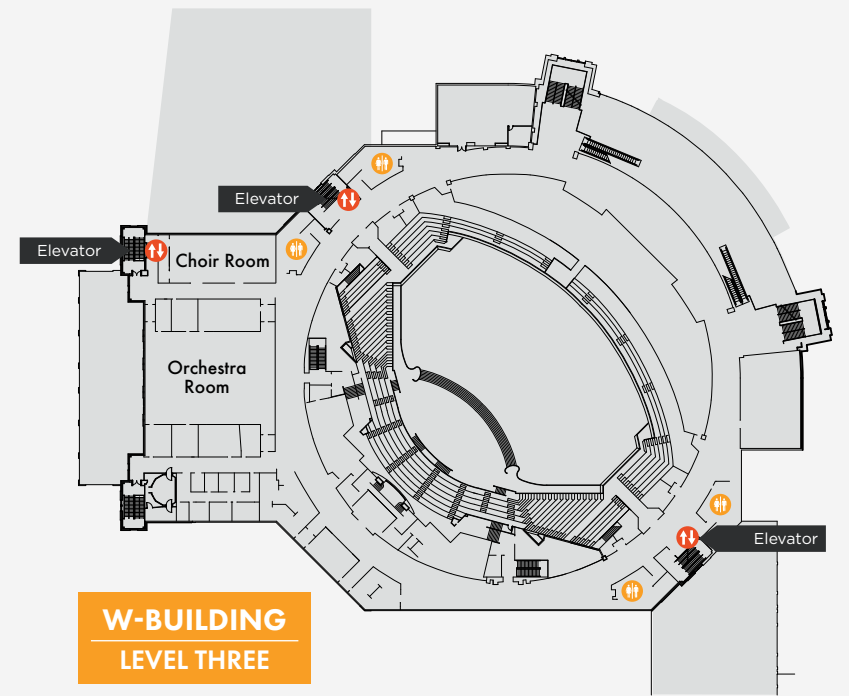 Elevator
Elevator
Choir Room
Orchestra
Room
Elevator
W-BUILDING
LEVEL THREE